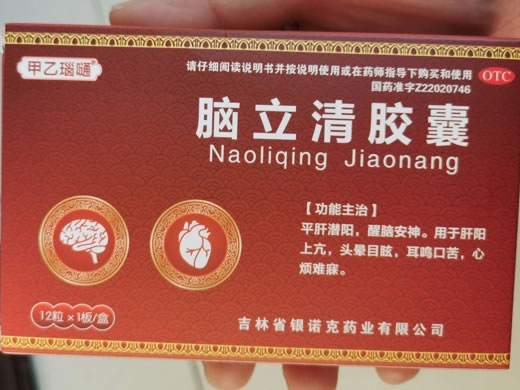 甲乙瑙嗵
请仔细阅读说明书并按说明使用或在药师指导下购买和使用
OTC
国药准字Z22020746
脑立清胶囊
Naoliqing Jiaonang
【功能主治】
平肝潜阳，醒脑安神。用于肝阳
上亢，头晕目眩，耳鸣口苦，心
烦难寐。
12粒×1板/盒
吉林省银诺克药业有限公司